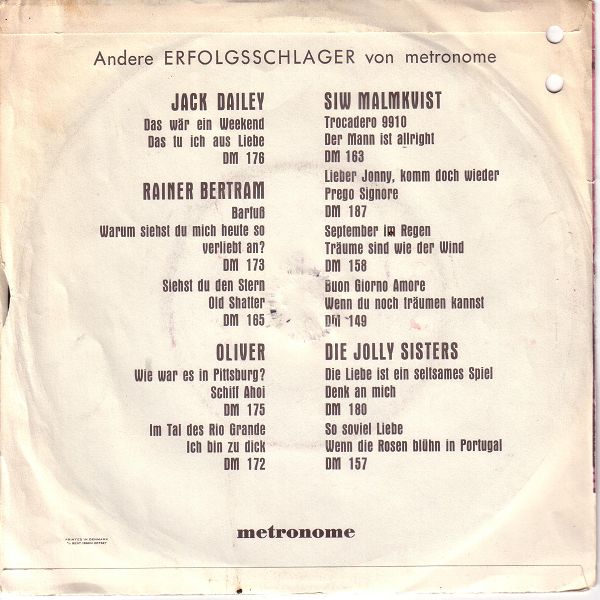 Andere ERFOLGSSCHLAGER von metronome
JACK DAILEY
Das wär ein Weekend
Das tu ich aus Liebe
DM 176
RAINER BERTRAM
Barfuß
Warum siehst du mich heute so
verliebt an?
DM 173
Siehst du den Stern
Old Shatter
DM 165
OLIVER
Wie war es in Pittsburg?
Schiff Ahoi
DM 175
Im Tal des Rio Grande
Ich bin zu dick
DM 172
SIW MALMKVIST
Trocadero 9910
Der Mann ist allright
DM 163
Lieber Jonny, komm doch wieder
Prego Signore
DM 187
September im Regen
Träume sind wie der Wind
DM 158
Buon Giorno Amore
Wenn du noch träumen kannst
DM 149
DIE JOLLY SISTERS
Die Liebe ist ein seltsames Spiel
Denk an mich
DM 180
So soviel Liebe
Wenn die Rosen blühn in Portugal
DM 157
metronome
PRINTED IN DENMARK